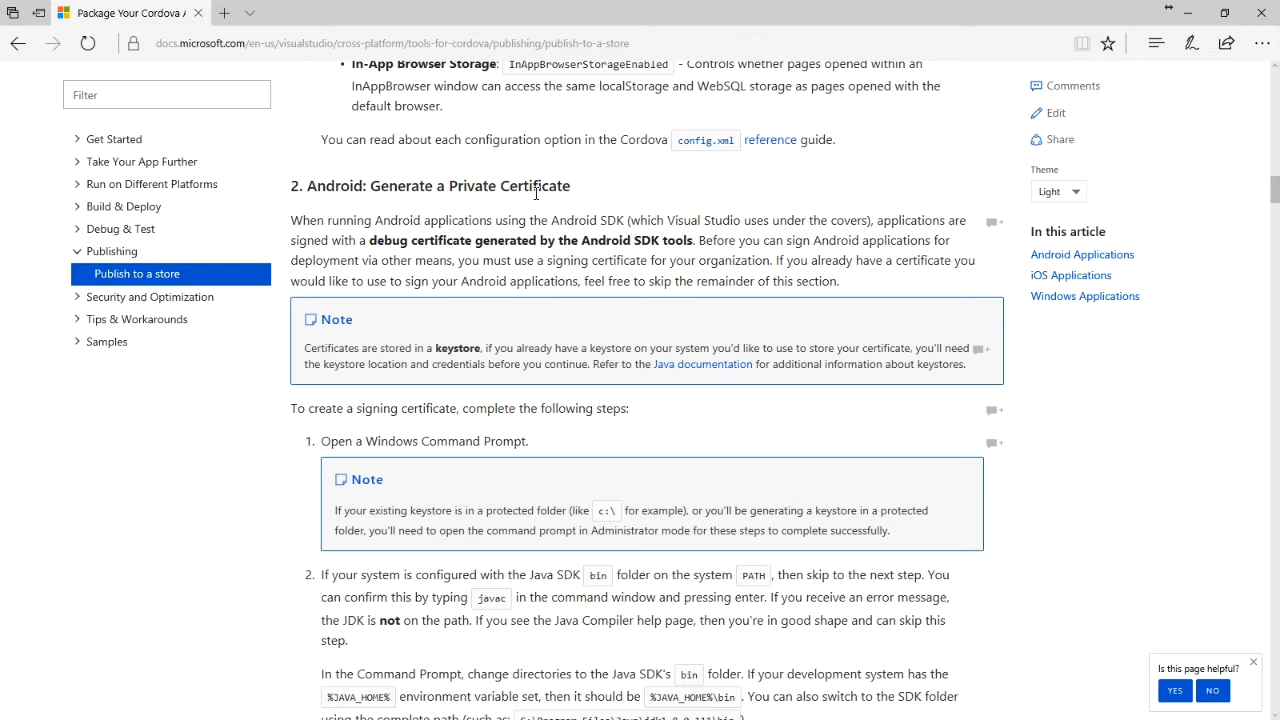 Package Your Cordova A
docs.microsoft.com/en-us/visualstudio/cross-platform/tools-for-cordova/publishing/publish-to-a-store
Filter
Get Started
Take Your App Further
Run on Different Platforms
Build & Deploy
Debug & Test
Publishing
Publish to a store
Security and Optimization
Tips & Workarounds
Samples
• In-App Browser Storage: InAppBrowserStorageEnabled - Controls whether pages opened within an
InAppBrowser window can access the same localStorage and WebSQL storage as pages opened with the
default browser.
You can read about each configuration option in the Cordova config.xml reference guide.
2. Android: Generate a Private Certificate
When running Android applications using the Android SDK (which Visual Studio uses under the covers), applications are
signed with a debug certificate generated by the Android SDK tools. Before you can sign Android applications for
deployment via other means, you must use a signing certificate for your organization. If you already have a certificate you
would like to use to sign your Android applications, feel free to skip the remainder of this section.
Note
Certificates are stored in a keystore, if you already have a keystore on your system you'd like to use to store your certificate, you'll need
the keystore location and credentials before you continue. Refer to the Java documentation for additional information about keystores.
To create a signing certificate, complete the following steps:
1. Open a Windows Command Prompt.
Note
If your existing keystore is in a protected folder (like c:\ for example), or you'll be generating a keystore in a protected
folder, you'll need to open the command prompt in Administrator mode for these steps to complete successfully.
2. If your system is configured with the Java SDK bin folder on the system PATH , then skip to the next step. You
can confirm this by typing javac in the command window and pressing enter. If you receive an error message,
the JDK is not on the path. If you see the Java Compiler help page, then you're in good shape and can skip this
step.
In the Command Prompt, change directories to the Java SDK's bin folder. If your development system has the
%JAVA_HOME% environment variable set, then it should be %JAVA_HOME%\bin . You can also switch to the SDK folder
using the complete path (such as: C:\Program Files\Java\jdk1.8.0_111\bin )
Comments
Edit
Share
Theme
Light
In this article
Android Applications
iOS Applications
Windows Applications
Is this page helpful?
YES NO